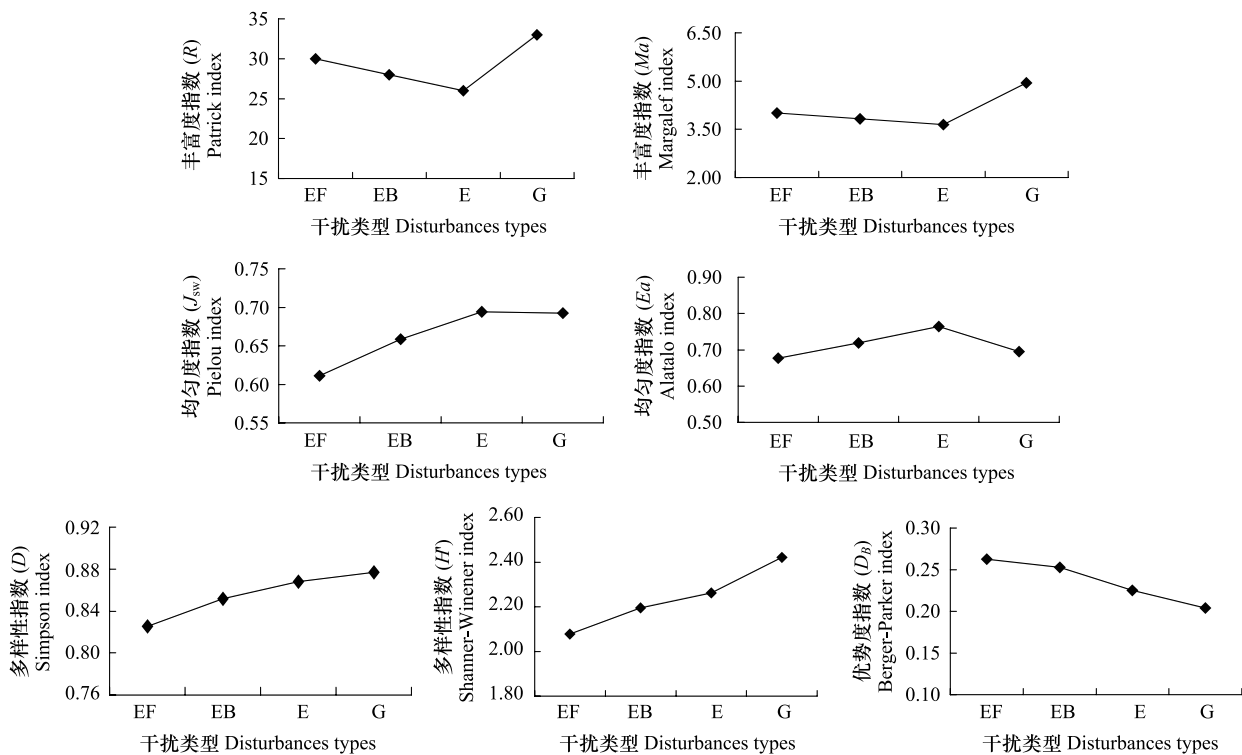 丰富度指数 (R)
Patrick index
35
30
25
20
15
EF EB E G
干扰类型 Disturbances types
丰富度指数 (Ma)
Margalef index
6.50
5.00
3.50
2.00
EF EB E G
干扰类型 Disturbances types
均匀度指数 (Jsw)
Pielou index
0.75
0.70
0.65
0.60
0.55
EF EB E G
干扰类型 Disturbances types
均匀度指数 (Ea)
Alatalo index
0.90
0.80
0.70
0.60
0.50
EF EB E G
干扰类型 Disturbances types
多样性指数 (D)
Simpson index
0.92
0.88
0.84
0.80
0.76
EF EB E G
干扰类型 Disturbances types
多样性指数 (H')
Shanner-Winener index
2.60
2.40
2.20
2.00
1.80
EF EB E G
干扰类型 Disturbances types
优势度指数 (DB)
Berger-Parker index
0.30
0.25
0.20
0.15
0.10
EF EB E G
干扰类型 Disturbances types